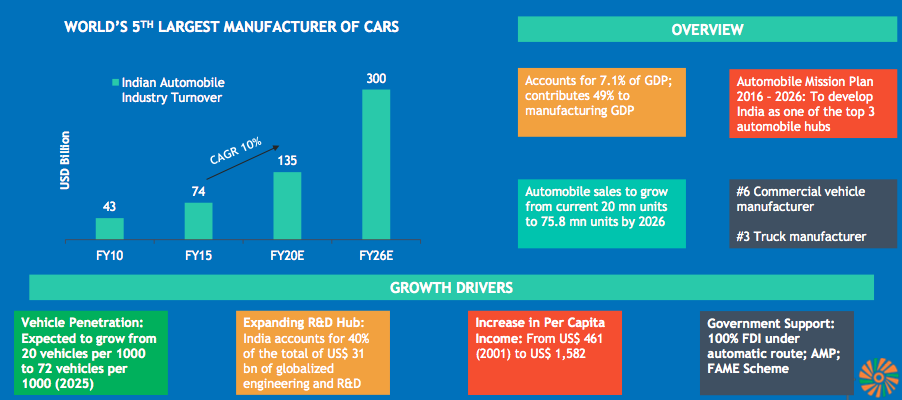 WORLD'S 5TH LARGEST MANUFACTURER OF CARS
Indian Automobile
Industry Turnover
USD Billion
43
74
CAGR 10%
135
300
FY10
FY15
FY20E
FY26E
OVERVIEW
Accounts for 7.1% of GDP;
contributes 49% to
manufacturing GDP
Automobile Mission Plan
2016 - 2026: To develop
India as one of the top 3
automobile hubs
Automobile sales to grow
from current 20 mn units
to 75.8 mn units by 2026
#6 Commercial vehicle
manufacturer
#3 Truck manufacturer
GROWTH DRIVERS
Vehicle Penetration:
Expected to grow from
20 vehicles per 1000
to 72 vehicles per
1000 (2025)
Expanding R&D Hub:
India accounts for 40%
of the total of US$ 31
bn of globalized
engineering and R&D
Increase in Per Capita
Income: From US$ 461
(2001) to US$ 1,582
Government Support:
100% FDI under
automatic route; AMP;
FAME Scheme